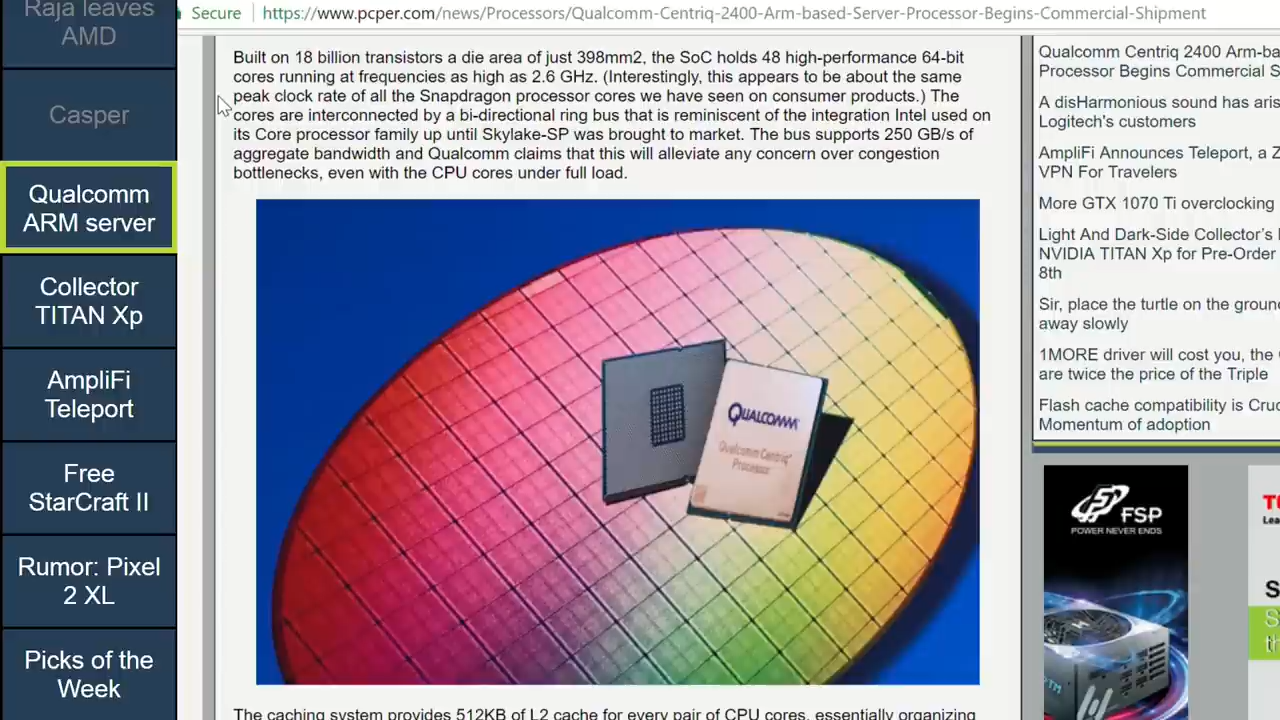 Raja leaves
AMD
Casper
Qualcomm
ARM server
Collector
TITAN Xp
AmpliFi
Teleport
Free
StarCraft II
Rumor: Pixel
2 XL
Picks of the
Week
Secure
https://www.pcper.com/news/Processors/Qualcomm-Centriq-2400-Arm-based-Server-Processor-Begins-Commercial-Shipment
Built on 18 billion transistors a die area of just 398mm2, the SoC holds 48 high-performance 64-bit
cores running at frequencies as high as 2.6 GHz. (Interestingly, this appears to be about the same
peak clock rate of all the Snapdragon processor cores we have seen on consumer products.) The
cores are interconnected by a bi-directional ring bus that is reminiscent of the integration Intel used on
its Core processor family up until Skylake-SP was brought to market. The bus supports 250 GB/s of
aggregate bandwidth and Qualcomm claims that this will alleviate any concern over congestion
bottlenecks, even with the CPU cores under full load.
QUALCOMM
Qualcomm Centriq
Processor
The caching system provides 512KB of L2 cache for every pair of CPU cores, essentially organizing
Qualcomm Centriq 2400 Arm-ba
Processor Begins Commercial S
A disHarmonious sound has aris
Logitech's customers
AmpliFi Announces Teleport, a Z
VPN For Travelers
More GTX 1070 Ti overclocking
Light And Dark-Side Collector's
NVIDIA TITAN Xp for Pre-Order
8th
Sir, place the turtle on the groun
away slowly
1MORE driver will cost you, the
are twice the price of the Triple
Flash cache compatibility is Cruc
Momentum of adoption
FSP
POWER NEVER ENDS